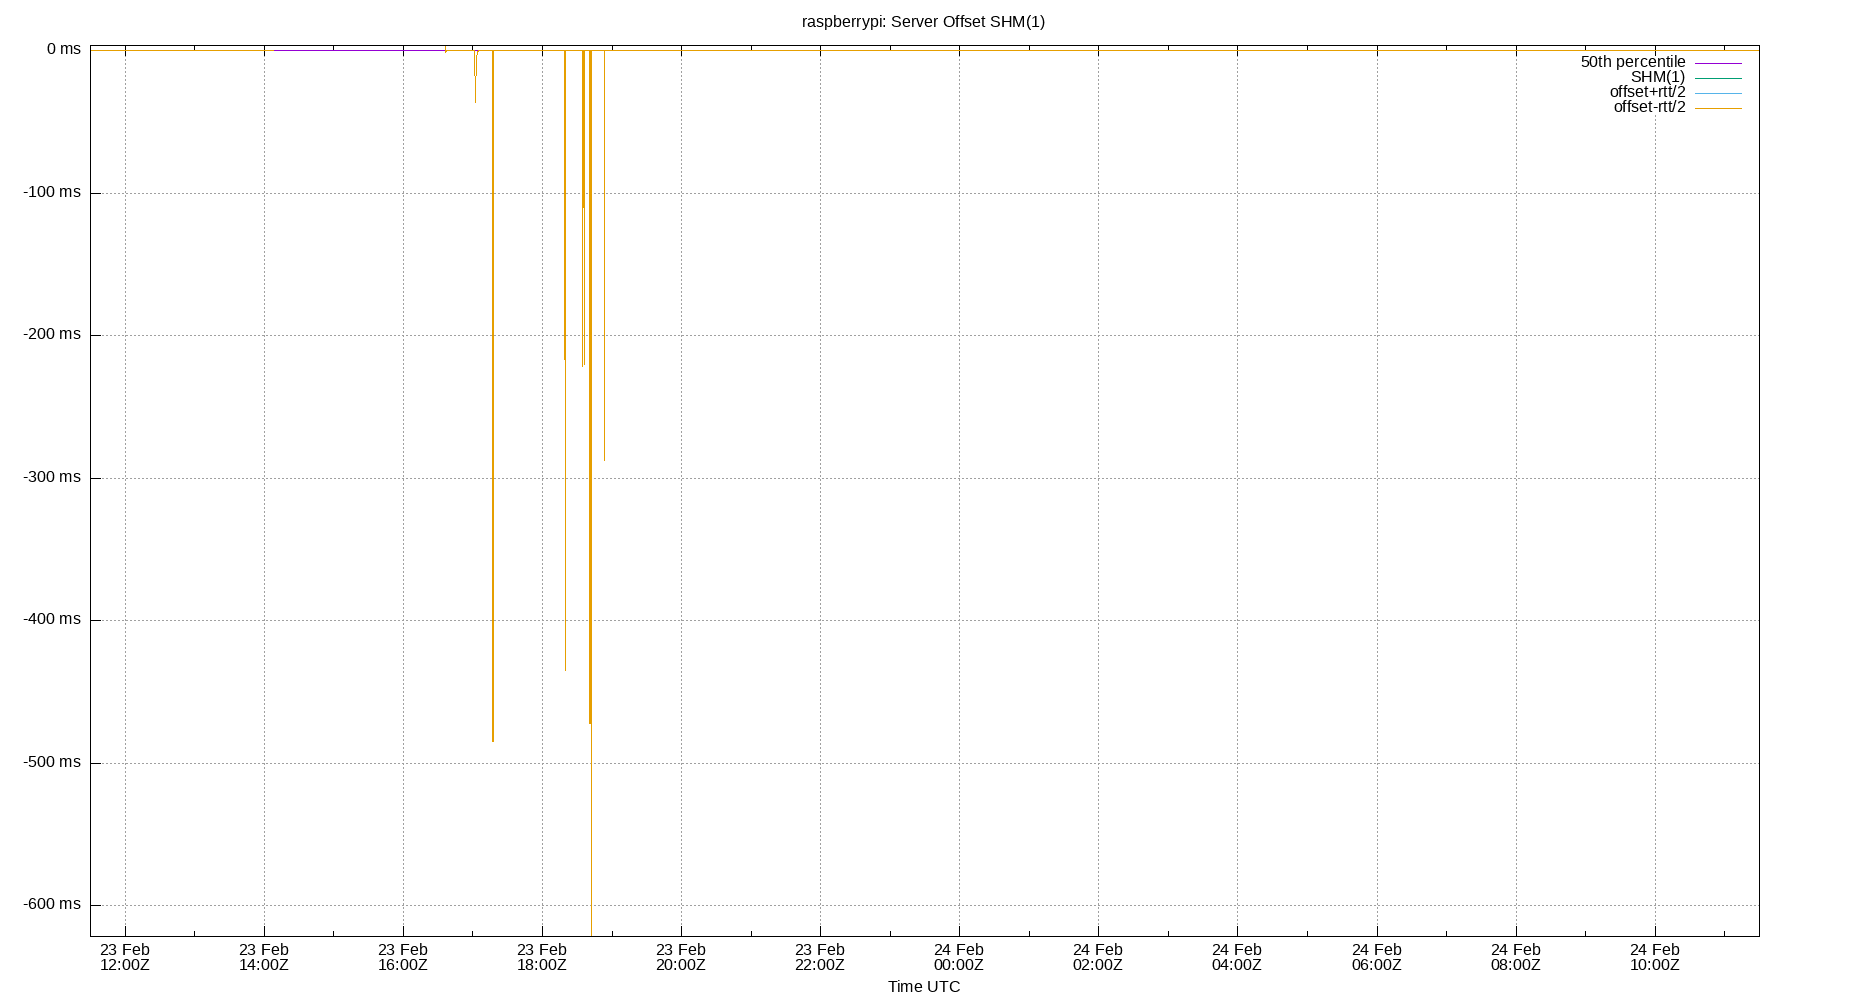 raspberrypi: Server Offset SHM(1)
0 ms
-100 ms
-200 ms
-300 ms
-400 ms
-500 ms
-600 ms
50th percentile
SHM(1)
offset+rtt/2
offset-rtt/2
23 Feb 23 Feb 23 Feb 23 Feb 23 Feb 23 Feb 24 Feb 24 Feb 24 Feb 24 Feb 24 Feb 24 Feb
12:00Z 14:00Z 16:00Z 18:00Z 20:00Z 22:00Z 00:00Z 02:00Z 04:00Z 06:00Z 08:00Z 10:00Z
Time UTC